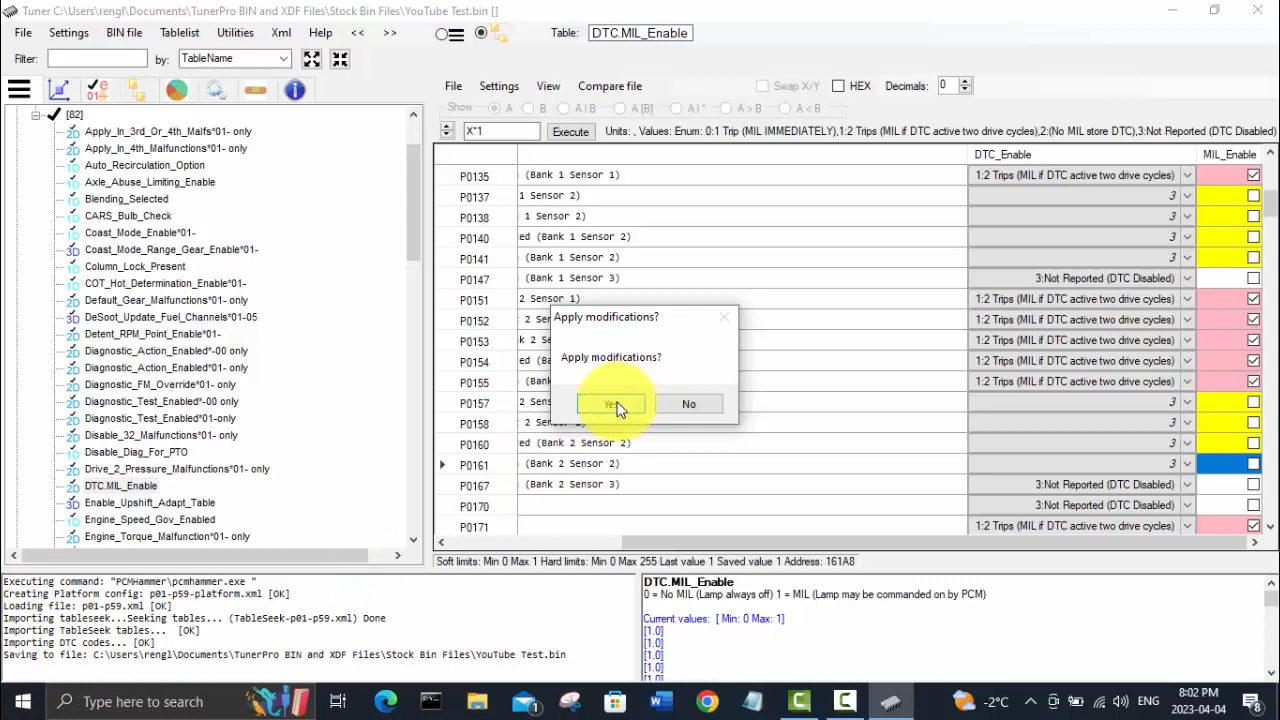 Tuner C:\Users\rengl\Documents\TunerPro BIN and XDF Files\Stock Bin Files\YouTube Test.bin []
File Settings BIN file Tablelist Utilities Xml Help << >> Table: DTC.MIL_Enable
Filter: by: TableName
File Settings View Compare file Swap X/Y HEX Decimals: 0
Show A B A | B A [B] A | * A > B A < B
X*1 Execute Units: , Values: Enum: 0:1 Trip (MIL IMMEDIATELY),1:2 Trips (MIL if DTC active two drive cycles),2:(No MIL store DTC),3:Not Reported (DTC Disabled)
[82]
Apply_In_3rd_Or_4th_Malfs*01- only
Apply_In_4th_Malfunctions*01- only
Auto_Recirculation_Option
Axle_Abuse_Limiting_Enable
Blending_Selected
CARS_Bulb_Check
Coast_Mode_Enable*01-
Coast_Mode_Range_Gear_Enable*01-
Column_Lock_Present
COT_Hot_Determination_Enable*01-
Default_Gear_Malfunctions*01- only
DeSoot_Update_Fuel_Channels*01-05
Detent_RPM_Point_Enable*01-
Diagnostic_Action_Enabled*-00 only
Diagnostic_Action_Enabled*01- only
Diagnostic_FM_Override*01- only
Diagnostic_Test_Enabled*-00 only
Diagnostic_Test_Enabled*01-only
Disable_32_Malfunctions*01- only
Disable_Diag_For_PTO
Drive_2_Pressure_Malfunctions*01- only
DTC.MIL_Enable
Enable_Upshift_Adapt_Table
Engine_Speed_Gov_Enabled
Engine_Torque_Malfunction*01- only
DTC_Enable MIL_Enable
P0135 (Bank 1 Sensor 1) 1:2 Trips (MIL if DTC active two drive cycles)
P0137 1 Sensor 2) 3
P0138 1 Sensor 2) 3
P0140 ed (Bank 1 Sensor 2) 3
P0141 (Bank 1 Sensor 2) 3
P0147 (Bank 1 Sensor 3) 3:Not Reported (DTC Disabled)
P0151 2 Sensor 1) 1:2 Trips (MIL if DTC active two drive cycles)
P0152 2 Sen 1:2 Trips (MIL if DTC active two drive cycles)
P0153 k 2 Se 1:2 Trips (MIL if DTC active two drive cycles)
P0154 ed (Ba 1:2 Trips (MIL if DTC active two drive cycles)
P0155 (Bank 1:2 Trips (MIL if DTC active two drive cycles)
P0157 2 Sen 3
P0158 2 Sensor 2) 3
P0160 ed (Bank 2 Sensor 2) 3
P0161 (Bank 2 Sensor 2) 3
P0167 (Bank 2 Sensor 3) 3:Not Reported (DTC Disabled)
P0170 3:Not Reported (DTC Disabled)
P0171 1:2 Trips (MIL if DTC active two drive cycles)
Apply modifications?
Apply modifications?
Yes No
Soft limits: Min 0 Max 1 Hard limits: Min 0 Max 255 Last value 1 Saved value 1 Address: 161A8
Executing command: "PCMHammer\pcmhammer.exe "
Creating Platform config: p01-p59-platform.xml [OK]
Loading file: p01-p59.xml [OK]
Importing tableseek...Seeking tables... (TableSeek-p01-p59.xml) Done
Importing TableSeek tables... [OK]
Importing DTC codes... [OK]
Saving to file: C:\Users\rengl\Documents\TunerPro BIN and XDF Files\Stock Bin Files\YouTube Test.bin
DTC.MIL_Enable
0 = No MIL (Lamp always off) 1 = MIL (Lamp may be commanded on by PCM)
Current values: [ Min: 0 Max: 1]
[1.0]
[1.0]
[1.0]
[1.0]
[1.0]
Type here to search
-2°C ENG 8:02 PM
2023-04-04